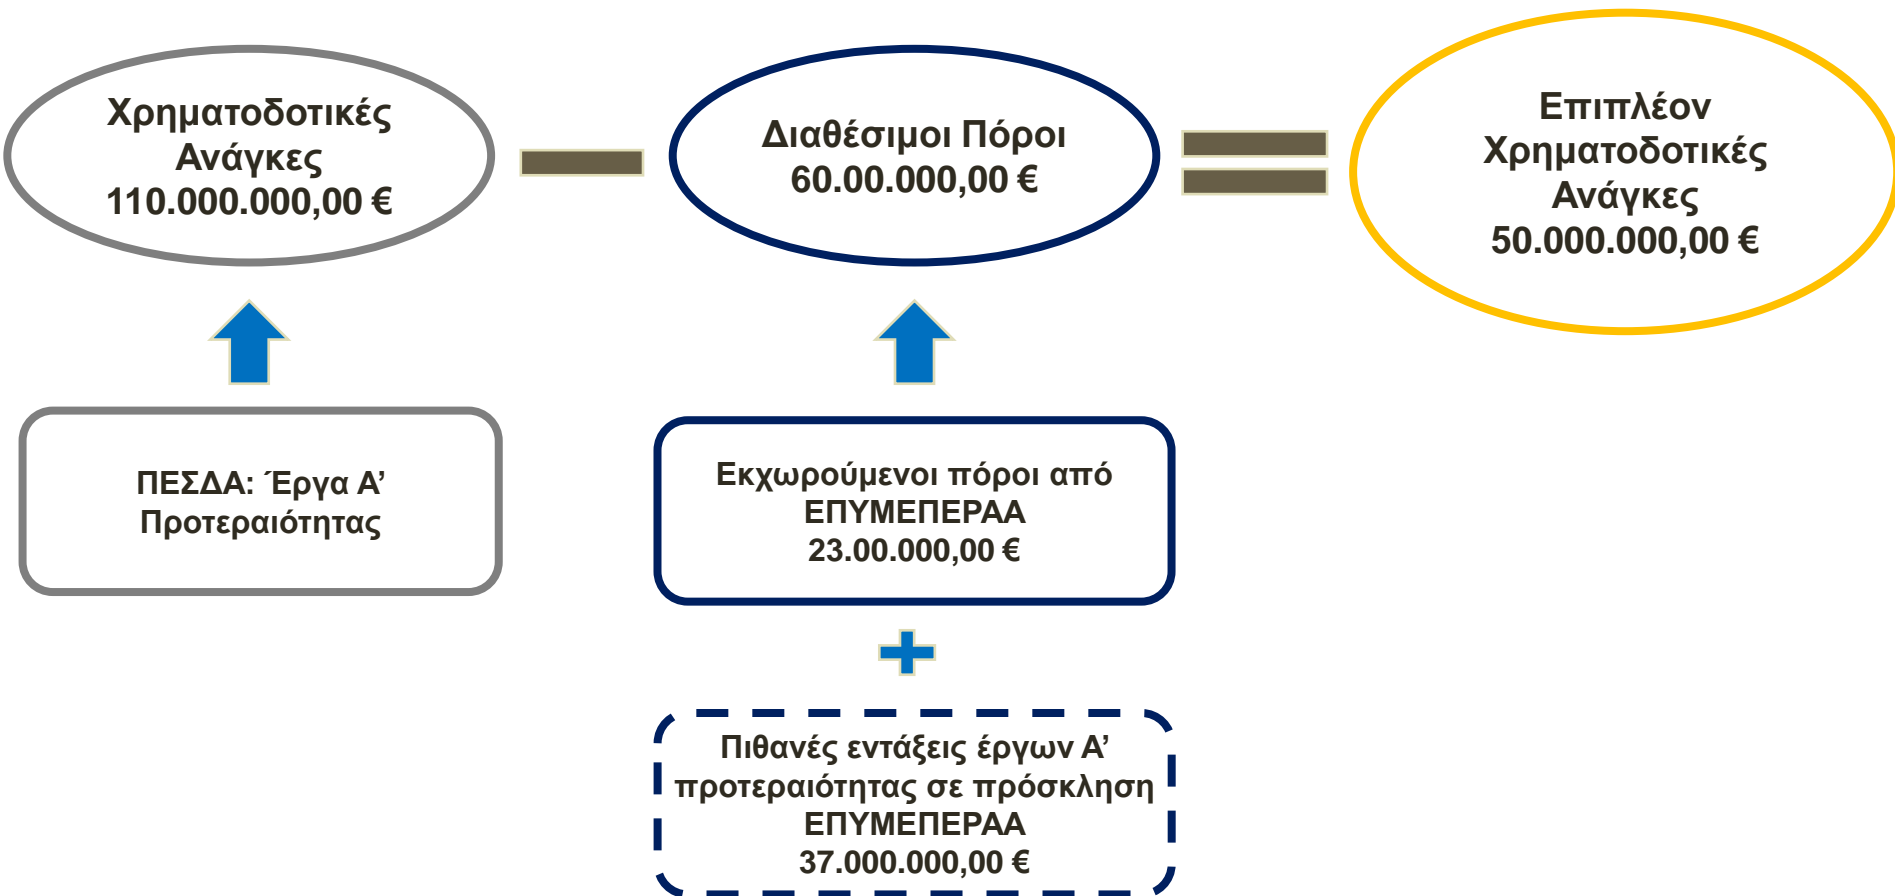 Χρηματοδοτικές
Ανάγκες
110.000.000,00 €
Διαθέσιμοι Πόροι
60.00.000,00 €
Επιπλέον
Χρηματοδοτικές
Ανάγκες
50.000.000,00 €
ΠΕΣΔΑ: Έργα Α’
Προτεραιότητας
Εκχωρούμενοι πόροι από
ΕΠΥΜΕΠΕΡΑΑ
23.00.000,00 €
Πιθανές εντάξεις έργων Α’
προτεραιότητας σε πρόσκληση
ΕΠΥΜΕΠΕΡΑΑ
37.000.000,00 €